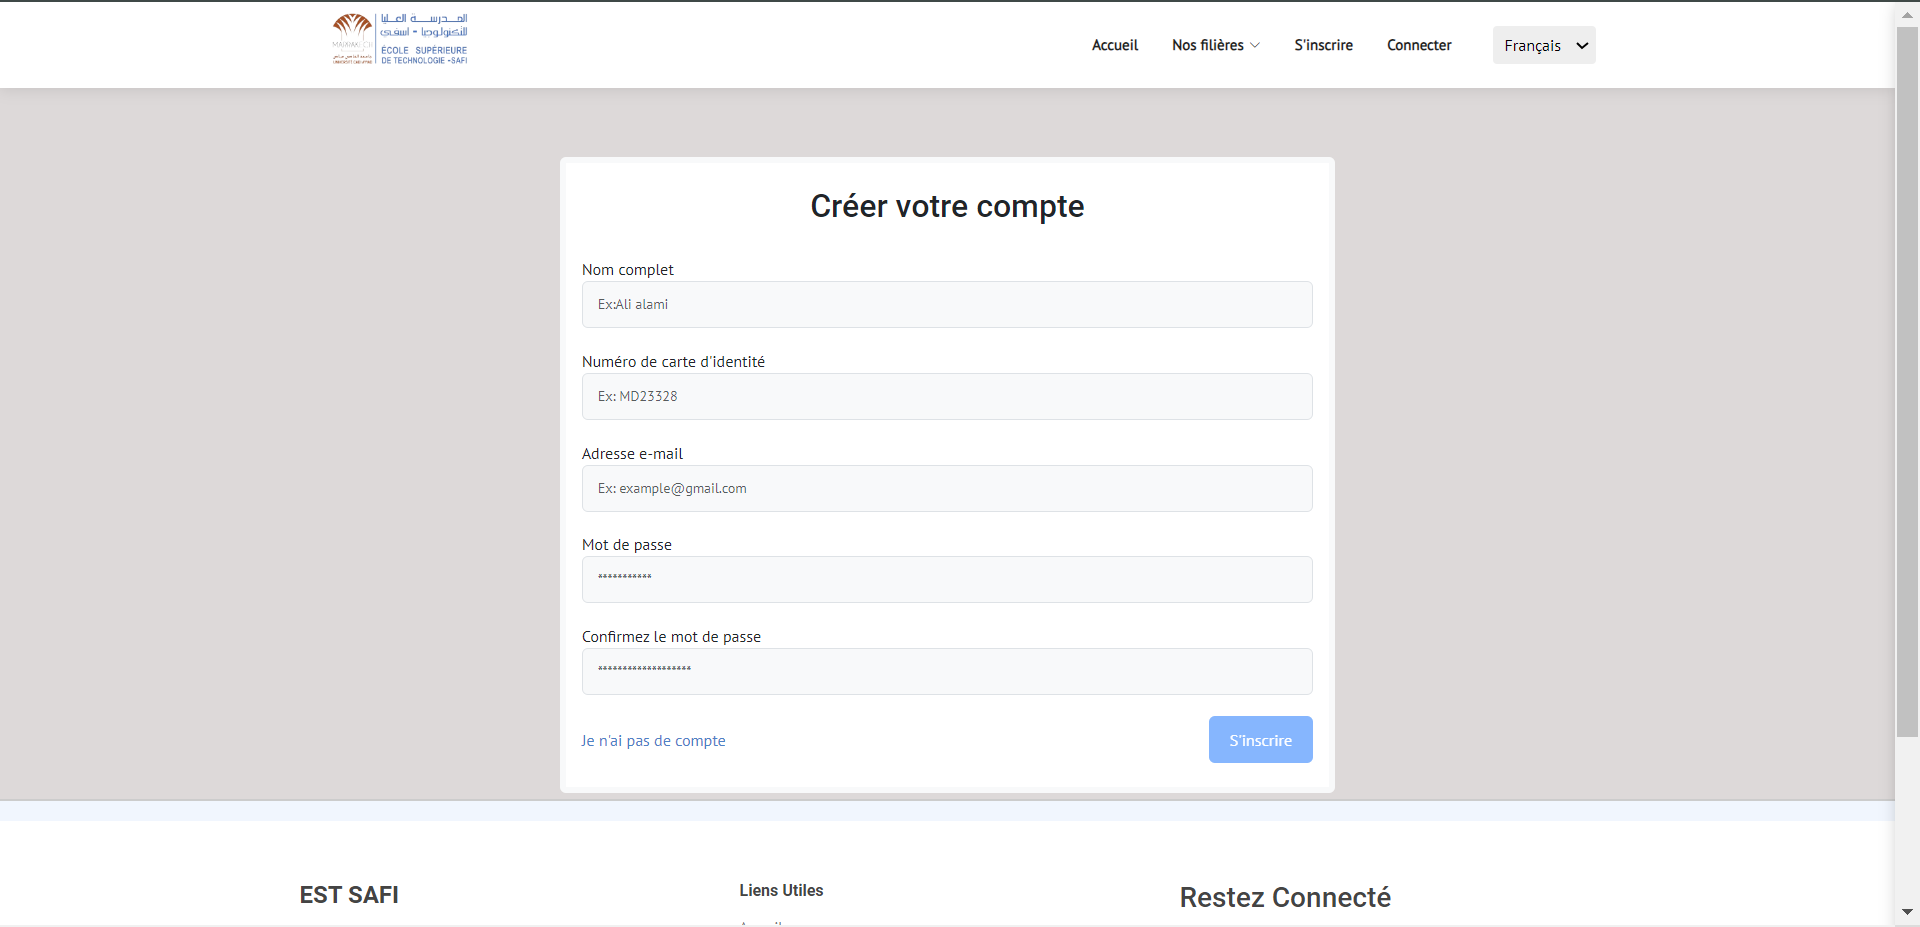 المدرسة العليا
للتكنولوجيا - آسفي
ÉCOLE SUPÉRIEURE
DE TECHNOLOGIE -SAFI
Accueil
Nos filières
S'inscrire
Connecter
Français
Créer votre compte
Nom complet
Ex:Ali alami
Numéro de carte d'identité
Ex: MD23328
Adresse e-mail
Ex: example@gmail.com
Mot de passe
***********
Confirmez le mot de passe
*******************
Je n'ai pas de compte
S'inscrire
EST SAFI
Liens Utiles
Restez Connecté